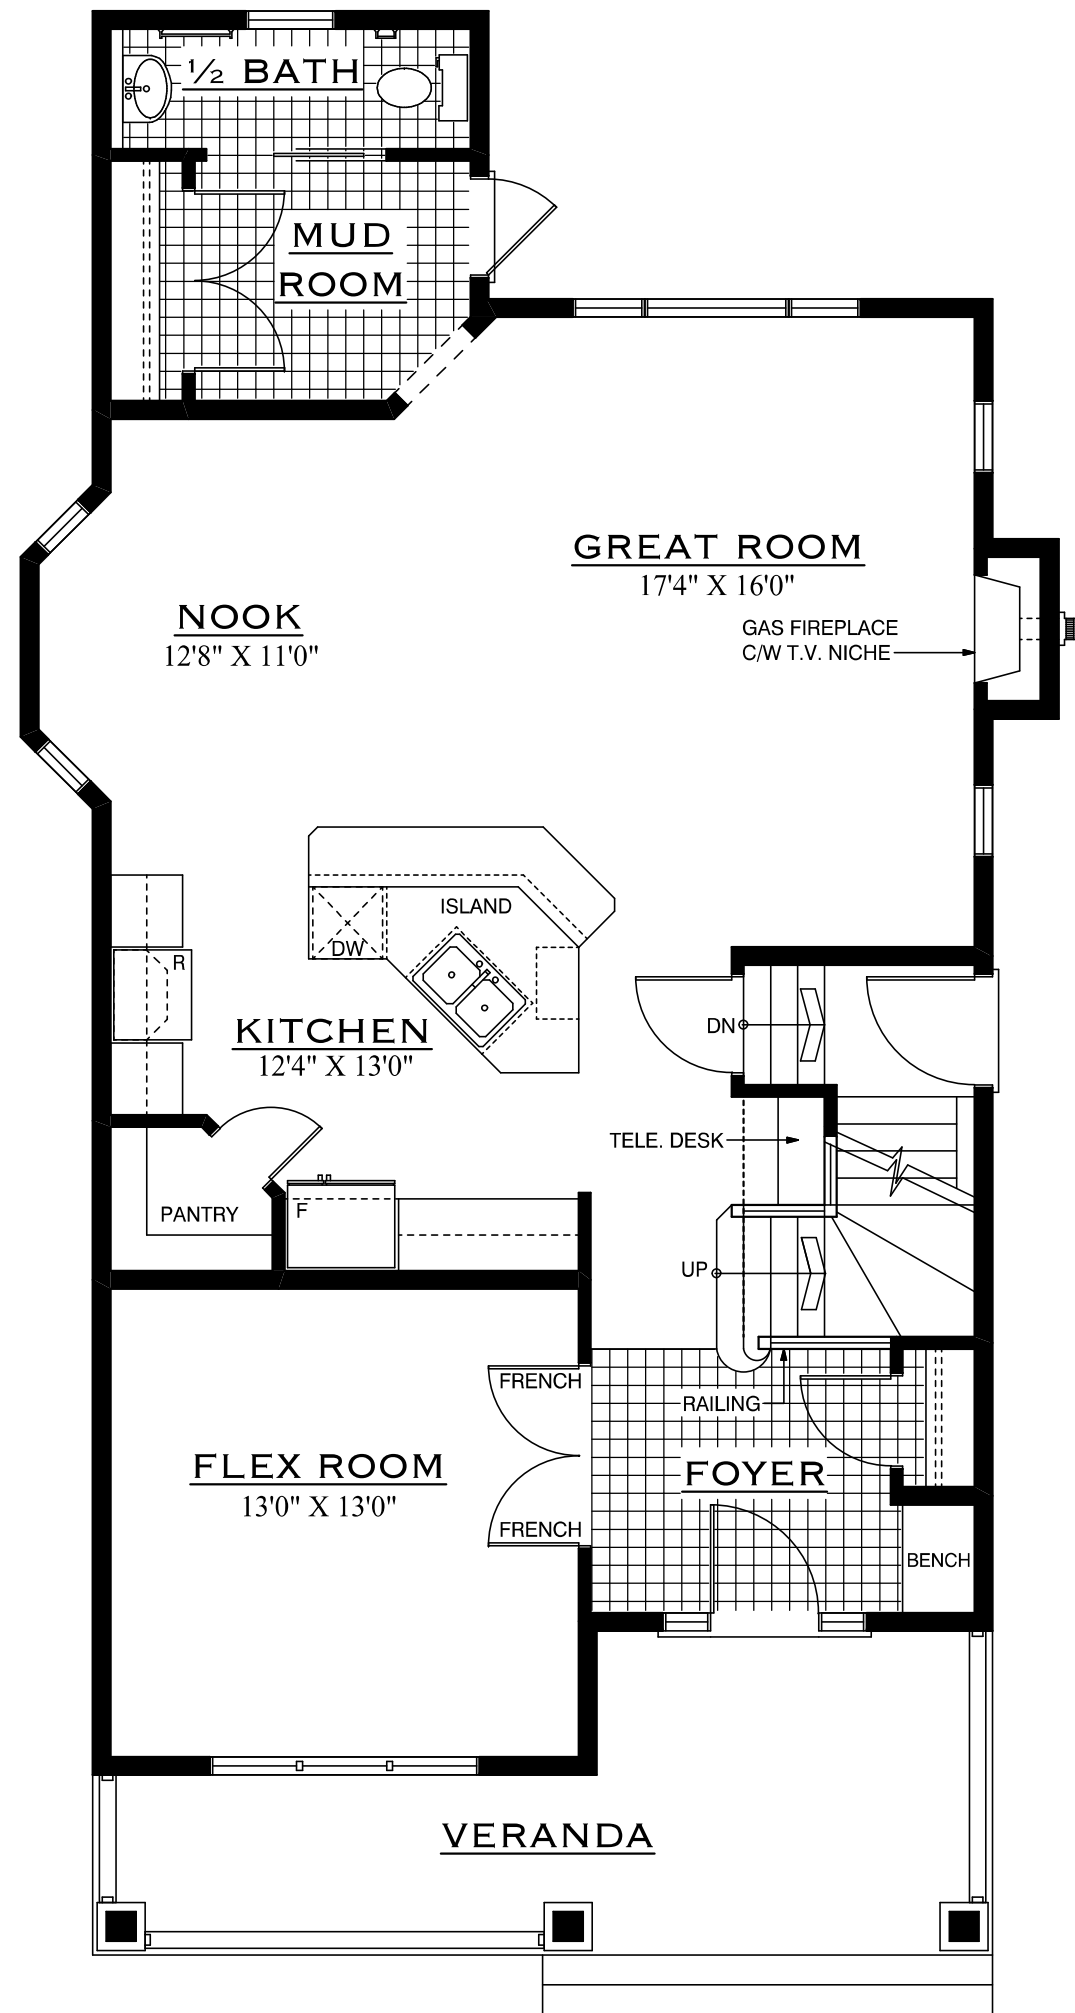 ½ BATH
MUD
ROOM
GREAT ROOM
17'4" X 16'0"
NOOK
12'8" X 11'0"
GAS FIREPLACE
C/W T.V. NICHE
ISLAND
DW
R
KITCHEN
12'4" X 13'0"
DN
TELE. DESK
PANTRY
F
UP
FRENCH
RAILING
FLEX ROOM
13'0" X 13'0"
FOYER
FRENCH
BENCH
VERANDA